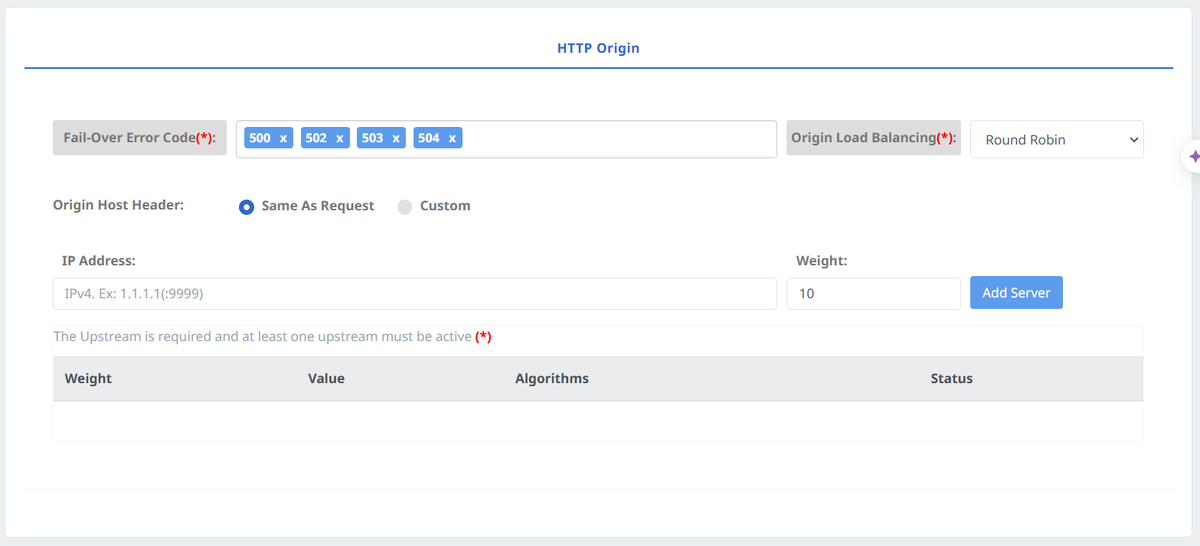 HTTP Origin
Fail-Over Error Code(*): 500 x 502 x 503 x 504 x Origin Load Balancing(*): Round Robin
Origin Host Header: Same As Request Custom
IP Address: Weight:
IPv4. Ex: 1.1.1.1(:9999) 10 Add Server
The Upstream is required and at least one upstream must be active (*)
Weight Value Algorithms Status